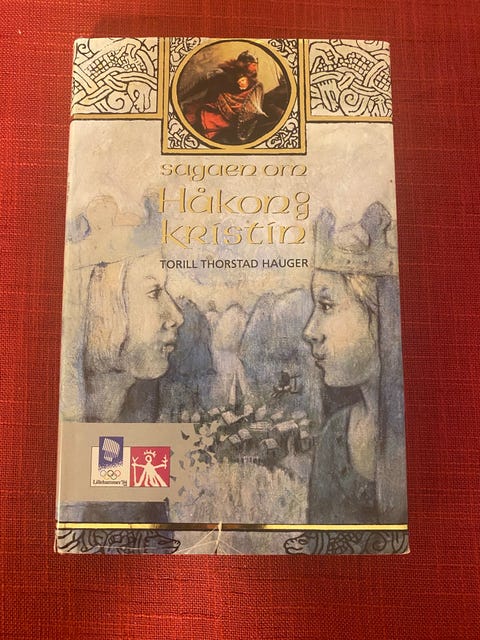 sagaen om
Håkon og
Kristin
TORILL THORSTAD HAUGER
Lillehammer'94